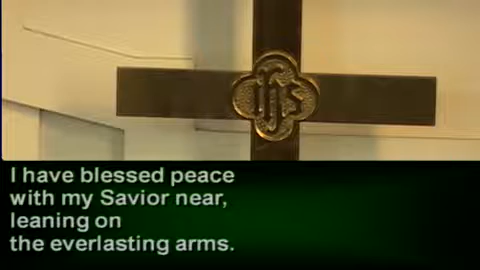 IHS
I have blessed peace
with my Savior near,
leaning on
the everlasting arms.